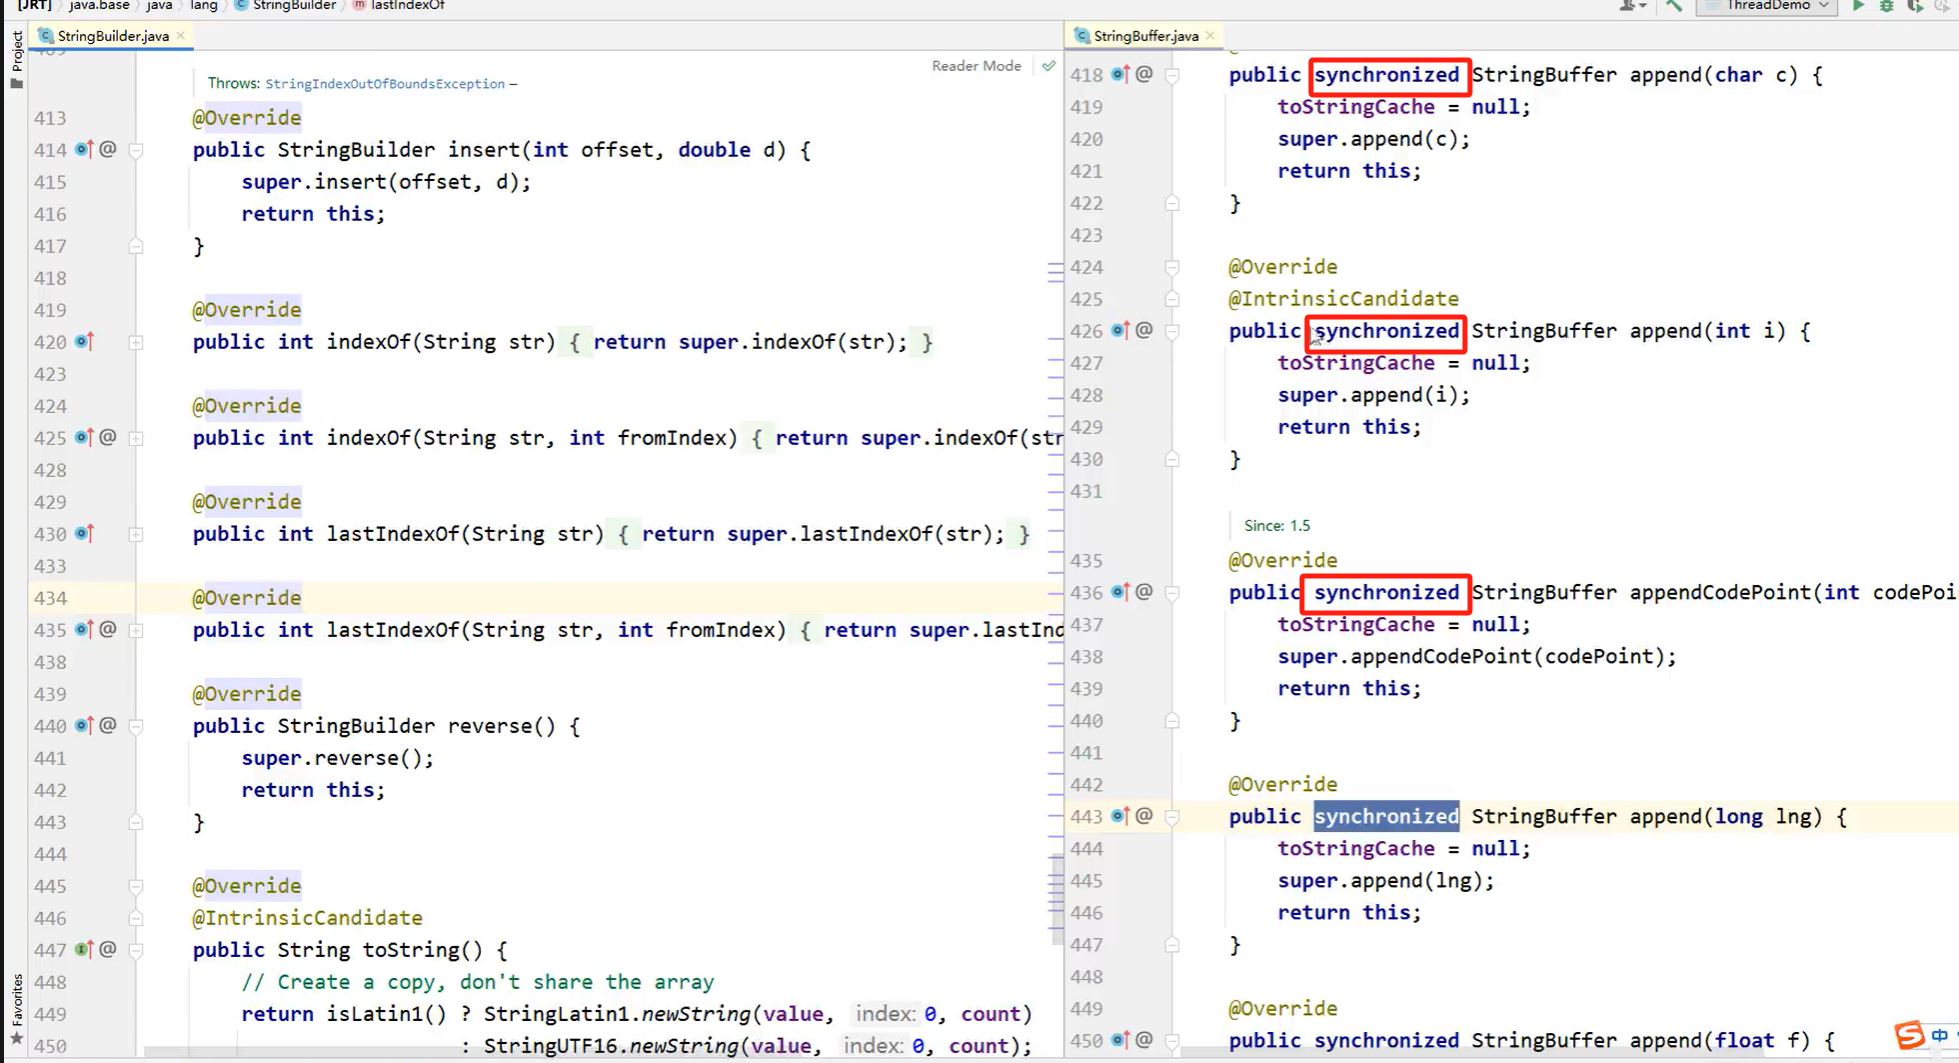 [JRT] java.base java lang StringBuilder lastIndexOf
ThreadDemo
Project
Favorites
StringBuilder.java
Reader Mode
Throws: StringIndexOutOfBoundsException –
413 @Override
414 @ public StringBuilder insert(int offset, double d) {
415 super.insert(offset, d);
416 return this;
417 }
418
419 @Override
420 public int indexOf(String str) { return super.indexOf(str); }
423
424 @Override
425 @ public int indexOf(String str, int fromIndex) { return super.indexOf(str
428
429 @Override
430 public int lastIndexOf(String str) { return super.lastIndexOf(str); }
433
434 @Override
435 @ public int lastIndexOf(String str, int fromIndex) { return super.lastInd
438
439 @Override
440 @ public StringBuilder reverse() {
441 super.reverse();
442 return this;
443 }
444
445 @Override
446 @IntrinsicCandidate
447 @ public String toString() {
448 // Create a copy, don't share the array
449 return isLatin1() ? StringLatin1.newString(value, index: 0, count)
450 : StringUTF16.newString(value, index: 0, count);
StringBuffer.java
418 @ public synchronized StringBuffer append(char c) {
419 toStringCache = null;
420 super.append(c);
421 return this;
422 }
423
424 @Override
425 @IntrinsicCandidate
426 @ public synchronized StringBuffer append(int i) {
427 toStringCache = null;
428 super.append(i);
429 return this;
430 }
431
Since: 1.5
435 @Override
436 @ public synchronized StringBuffer appendCodePoint(int codePoi
437 toStringCache = null;
438 super.appendCodePoint(codePoint);
439 return this;
440 }
441
442 @Override
443 @ public synchronized StringBuffer append(long lng) {
444 toStringCache = null;
445 super.append(lng);
446 return this;
447 }
448
449 @Override
450 @ public synchronized StringBuffer append(float f) {
中